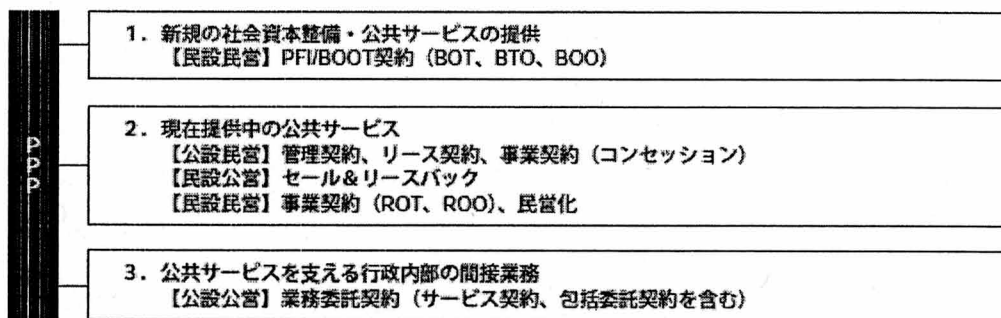 PPP
1．新規の社会資本整備・公共サービスの提供
【民設民営】PFI/BOOT契約（BOT、BTO、BOO）
2．現在提供中の公共サービス
【公設民営】管理契約、リース契約、事業契約（コンセッション）
【民設公営】セール＆リースバック
【民設民営】事業契約（ROT、ROO）、民営化
3．公共サービスを支える行政内部の間接業務
【公設公営】業務委託契約（サービス契約、包括委託契約を含む）